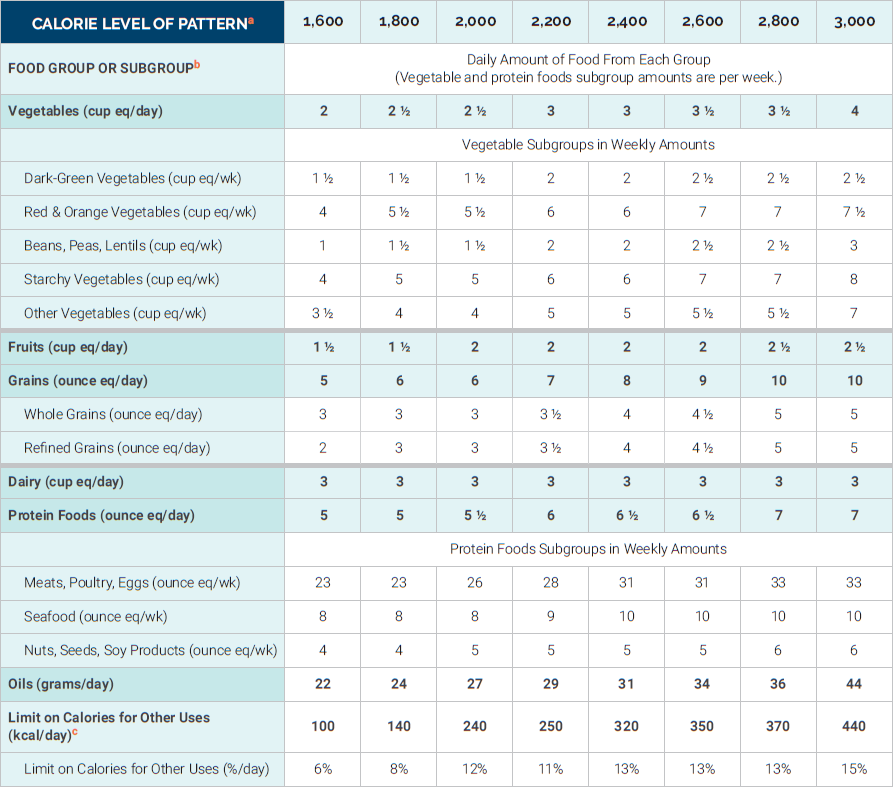 CALORIE LEVEL OF PATTERNa 1,600 1,800 2,000 2,200 2,400 2,600 2,800 3,000
FOOD GROUP OR SUBGROUPb Daily Amount of Food From Each Group
(Vegetable and protein foods subgroup amounts are per week.)
Vegetables (cup eq/day) 2 2 ½ 2 ½ 3 3 3 ½ 3 ½ 4
Vegetable Subgroups in Weekly Amounts
Dark-Green Vegetables (cup eq/wk) 1 ½ 1 ½ 1 ½ 2 2 2 ½ 2 ½ 2 ½
Red & Orange Vegetables (cup eq/wk) 4 5 ½ 5 ½ 6 6 7 7 7 ½
Beans, Peas, Lentils (cup eq/wk) 1 1 ½ 1 ½ 2 2 2 ½ 2 ½ 3
Starchy Vegetables (cup eq/wk) 4 5 5 6 6 7 7 8
Other Vegetables (cup eq/wk) 3 ½ 4 4 5 5 5 ½ 5 ½ 7
Fruits (cup eq/day) 1 ½ 1 ½ 2 2 2 2 2 ½ 2 ½
Grains (ounce eq/day) 5 6 6 7 8 9 10 10
Whole Grains (ounce eq/day) 3 3 3 3 ½ 4 4 ½ 5 5
Refined Grains (ounce eq/day) 2 3 3 3 ½ 4 4 ½ 5 5
Dairy (cup eq/day) 3 3 3 3 3 3 3 3
Protein Foods (ounce eq/day) 5 5 5 ½ 6 6 ½ 6 ½ 7 7
Protein Foods Subgroups in Weekly Amounts
Meats, Poultry, Eggs (ounce eq/wk) 23 23 26 28 31 31 33 33
Seafood (ounce eq/wk) 8 8 8 9 10 10 10 10
Nuts, Seeds, Soy Products (ounce eq/wk) 4 4 5 5 5 5 6 6
Oils (grams/day) 22 24 27 29 31 34 36 44
Limit on Calories for Other Uses
(kcal/day)c 100 140 240 250 320 350 370 440
Limit on Calories for Other Uses (%/day) 6% 8% 12% 11% 13% 13% 13% 15%